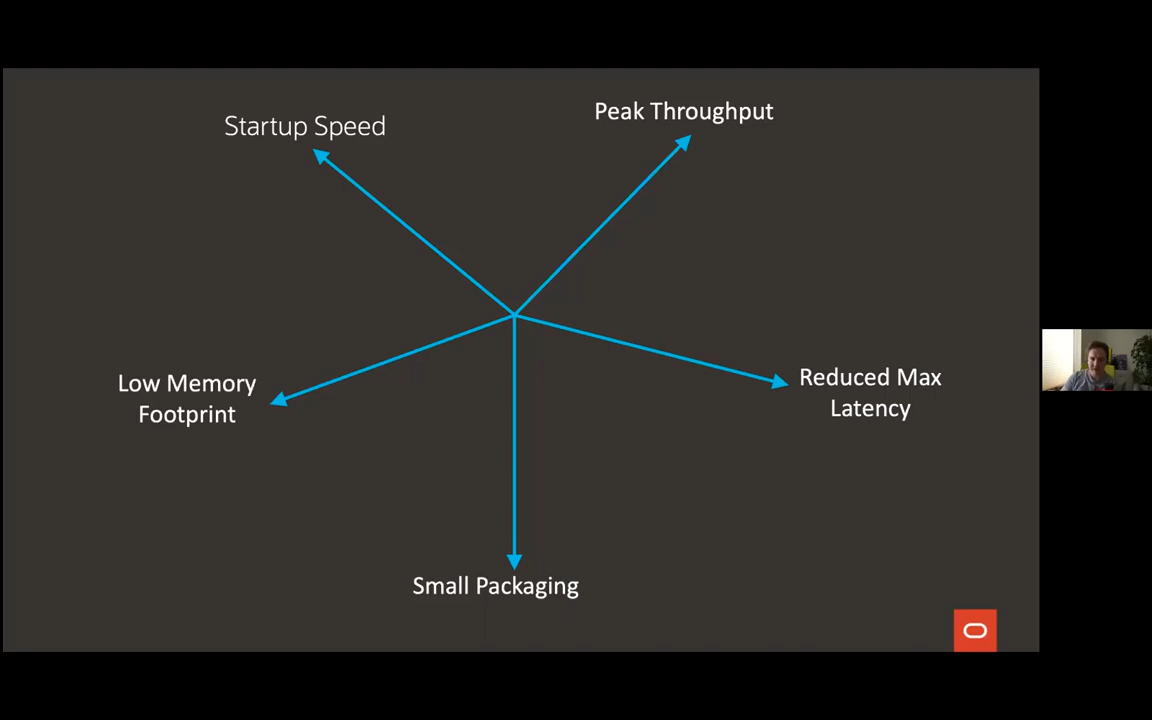 Startup Speed
Peak Throughput
Low Memory
Footprint
Reduced Max
Latency
Small Packaging